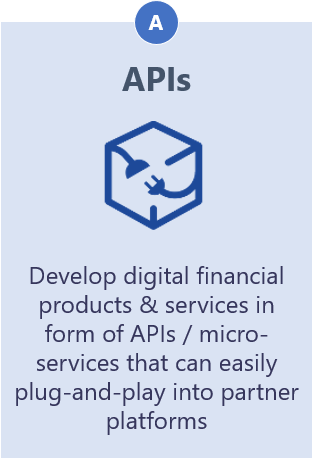 A
APIs
Develop digital financial
products & services in
form of APIs / micro-
services that can easily
plug-and-play into partner
platforms